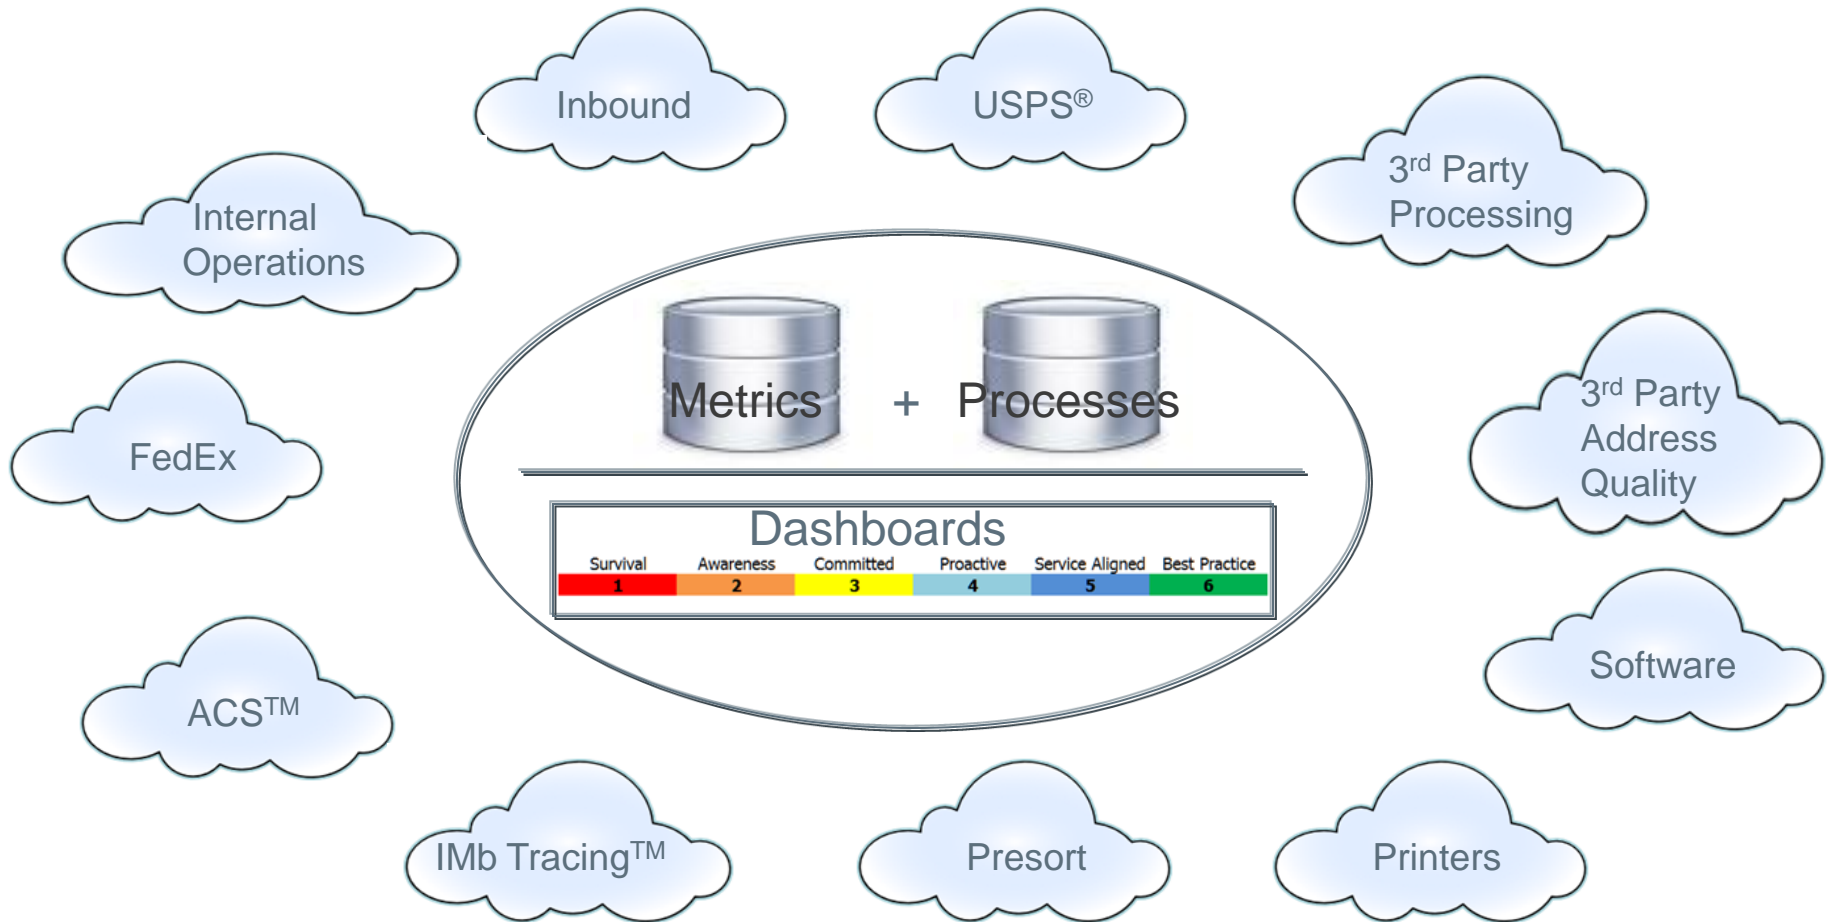 Inbound
USPS®
3rd Party
Processing
Internal
Operations
Metrics + Processes
3rd Party
Address
Quality
FedEx
Dashboards
Survival Awareness Committed Proactive Service Aligned Best Practice
1 2 3 4 5 6
Software
ACS™
IMb Tracing™
Presort
Printers